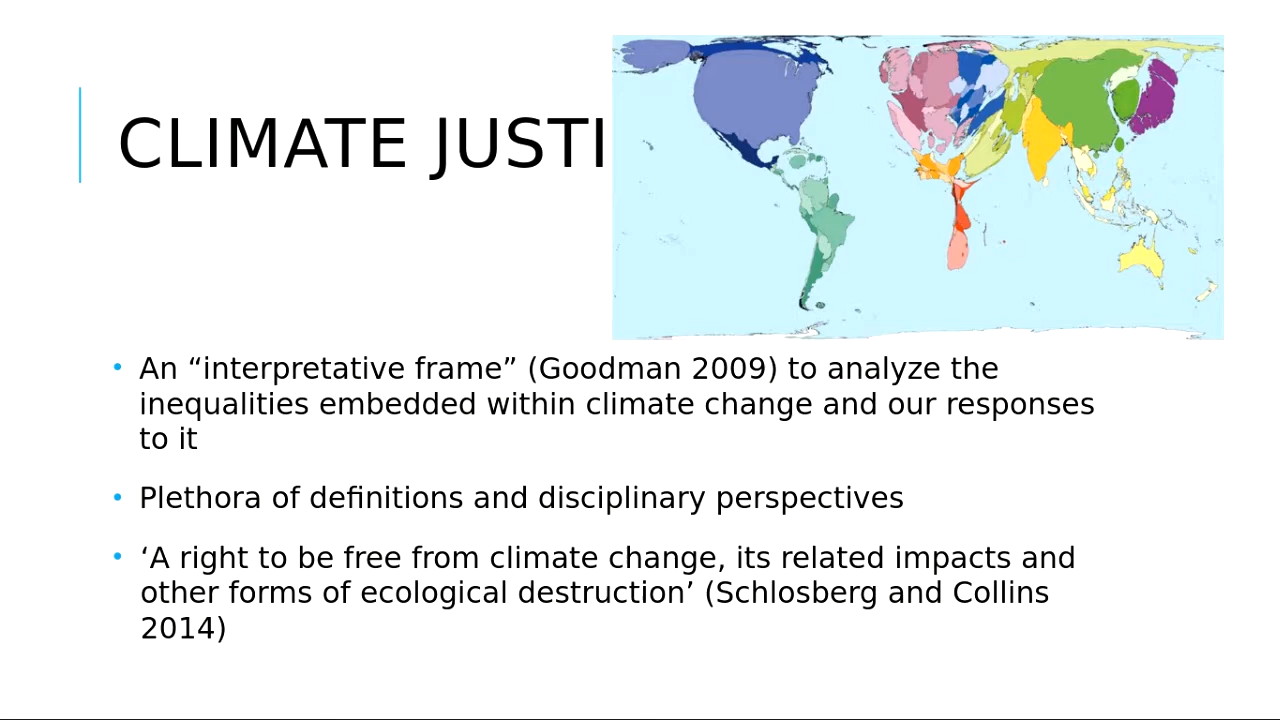 CLIMATE JUSTI
• An “interpretative frame” (Goodman 2009) to analyze the
inequalities embedded within climate change and our responses
to it
• Plethora of definitions and disciplinary perspectives
• ‘A right to be free from climate change, its related impacts and
other forms of ecological destruction’ (Schlosberg and Collins
2014)